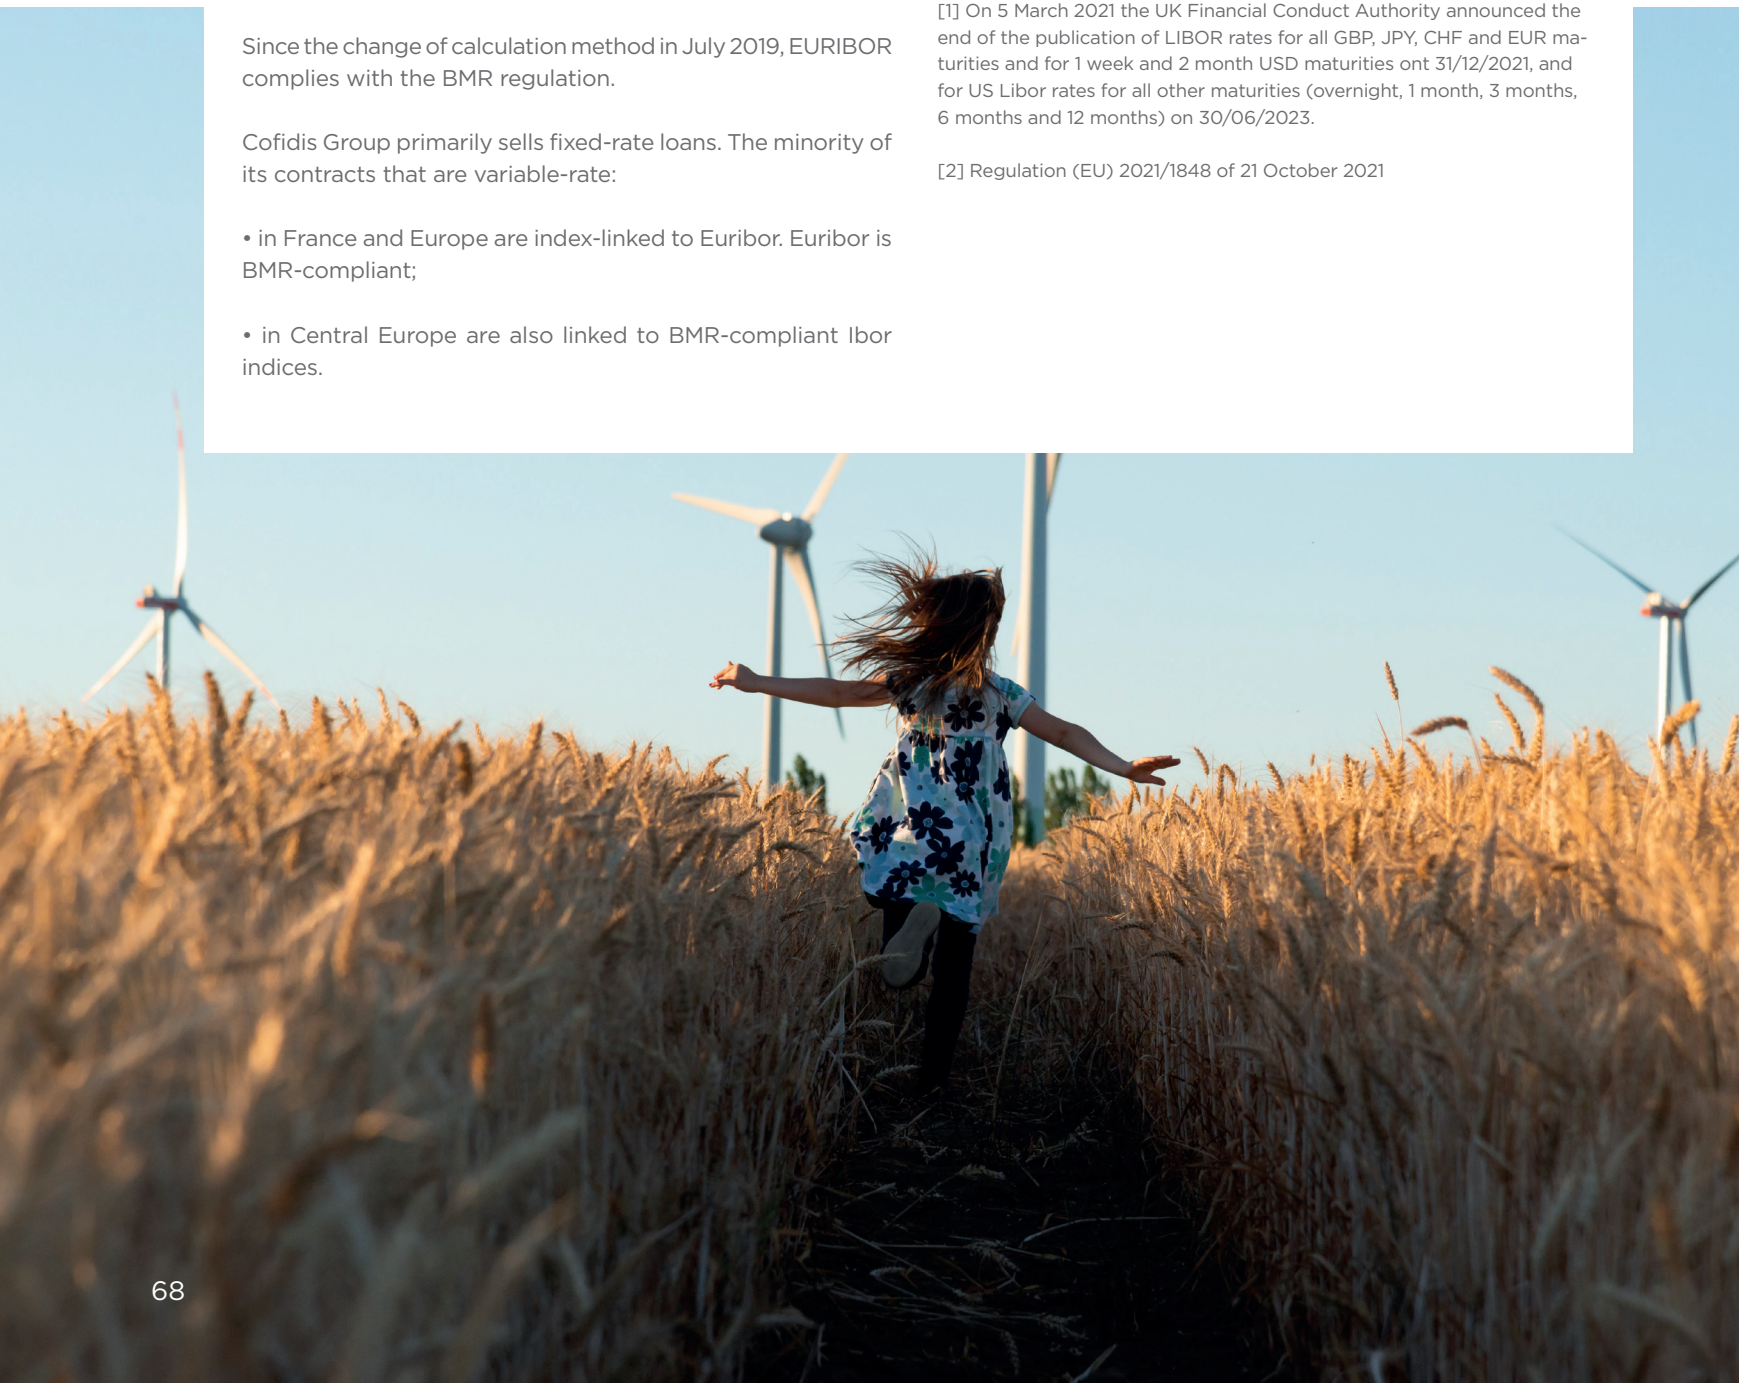 Since the change of calculation method in July 2019, EURIBOR
complies with the BMR regulation.
Cofidis Group primarily sells fixed-rate loans. The minority of
its contracts that are variable-rate:
• in France and Europe are index-linked to Euribor. Euribor is
BMR-compliant;
• in Central Europe are also linked to BMR-compliant Ibor
indices.
[1] On 5 March 2021 the UK Financial Conduct Authority announced the
end of the publication of LIBOR rates for all GBP, JPY, CHF and EUR ma-
turities and for 1 week and 2 month USD maturities ont 31/12/2021, and
for US Libor rates for all other maturities (overnight, 1 month, 3 months,
6 months and 12 months) on 30/06/2023.
[2] Regulation (EU) 2021/1848 of 21 October 2021
68